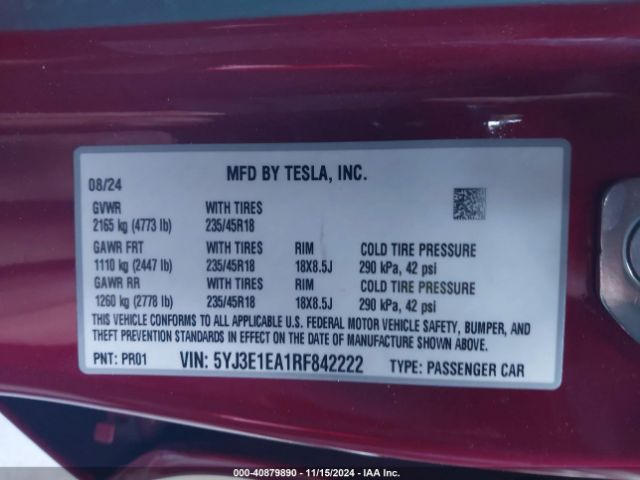 MFD BY TESLA, INC.
08/24
GVWR WITH TIRES
2165 kg (4773 lb) 235/45R18
GAWR FRT WITH TIRES RIM COLD TIRE PRESSURE
1110 kg (2447 lb) 235/45R18 18X8.5J 290 kPa, 42 psi
GAWR RR WITH TIRES RIM COLD TIRE PRESSURE
1260 kg (2778 lb) 235/45R18 18X8.5J 290 kPa, 42 psi
THIS VEHICLE CONFORMS TO ALL APPLICABLE U.S. FEDERAL MOTOR VEHICLE SAFETY, BUMPER, AND
THEFT PREVENTION STANDARDS IN EFFECT ON THE DATE OF MANUFACTURE SHOWN ABOVE.
PNT: PR01 VIN: 5YJ3E1EA1RF842222 TYPE: PASSENGER CAR
000-40879890 - 11/15/2024 - IAA Inc.